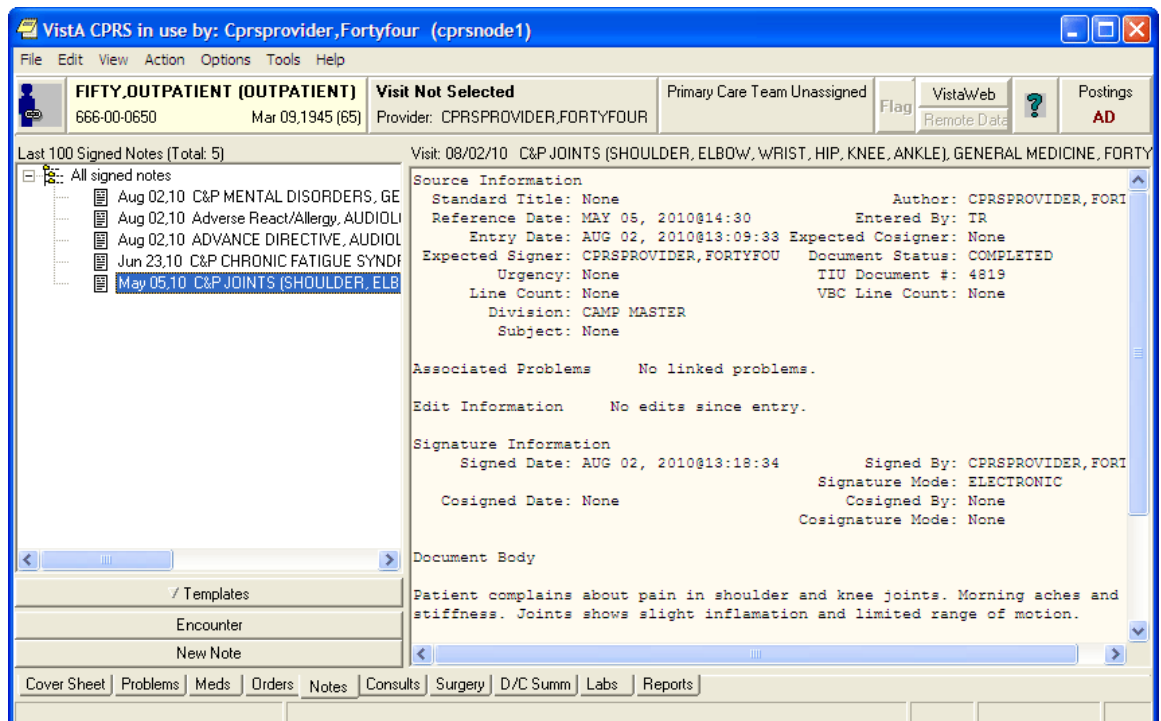 VistA CPRS in use by: Cprsprovider,Fortyfour (cprsnode1)
File Edit View Action Options Tools Help
FIFTY,OUTPATIENT (OUTPATIENT)
666-00-0650 Mar 09,1945 (65)
Visit Not Selected
Provider: CPRSPROVIDER,FORTYFOUR
Primary Care Team Unassigned
Flag
VistaWeb
Remote Data
?
Postings
AD
Last 100 Signed Notes (Total: 5)
All signed notes
Aug 02,10 C&P MENTAL DISORDERS, GE
Aug 02,10 Adverse React/Allergy, AUDIOL
Aug 02,10 ADVANCE DIRECTIVE, AUDIOL
Jun 23,10 C&P CHRONIC FATIGUE SYNDF
May 05,10 C&P JOINTS (SHOULDER, ELB
Templates
Encounter
New Note
Visit: 08/02/10 C&P JOINTS (SHOULDER, ELBOW, WRIST, HIP, KNEE, ANKLE), GENERAL MEDICINE, FORTY
Source Information
Standard Title: None Author: CPRSPROVIDER,FORT
Reference Date: MAY 05, 2010@14:30 Entered By: TR
Entry Date: AUG 02, 2010@13:09:33 Expected Cosigner: None
Expected Signer: CPRSPROVIDER,FORTYFOU Document Status: COMPLETED
Urgency: None TIU Document #: 4819
Line Count: None VBC Line Count: None
Division: CAMP MASTER
Subject: None
Associated Problems No linked problems.
Edit Information No edits since entry.
Signature Information
Signed Date: AUG 02, 2010@13:18:34 Signed By: CPRSPROVIDER,FORT
Signature Mode: ELECTRONIC
Cosigned Date: None Cosigned By: None
Cosignature Mode: None
Document Body
Patient complains about pain in shoulder and knee joints. Morning aches and
stiffness. Joints shows slight inflamation and limited range of motion.
Cover Sheet Problems Meds Orders Notes Consults Surgery D/C Summ Labs Reports